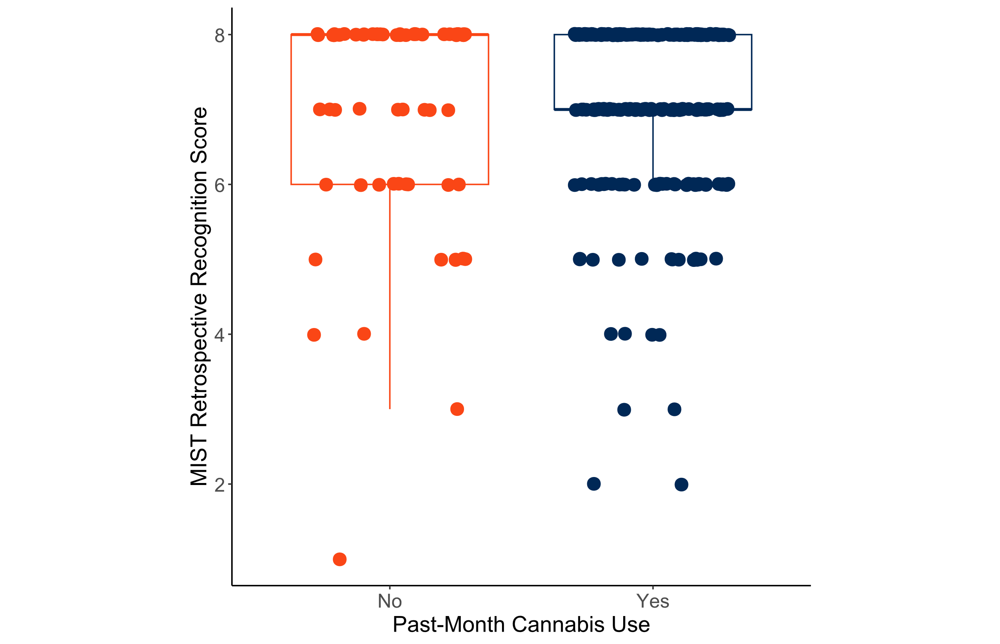 MIST Retrospective Recognition Score
8
6
4
2
No
Yes
Past-Month Cannabis Use